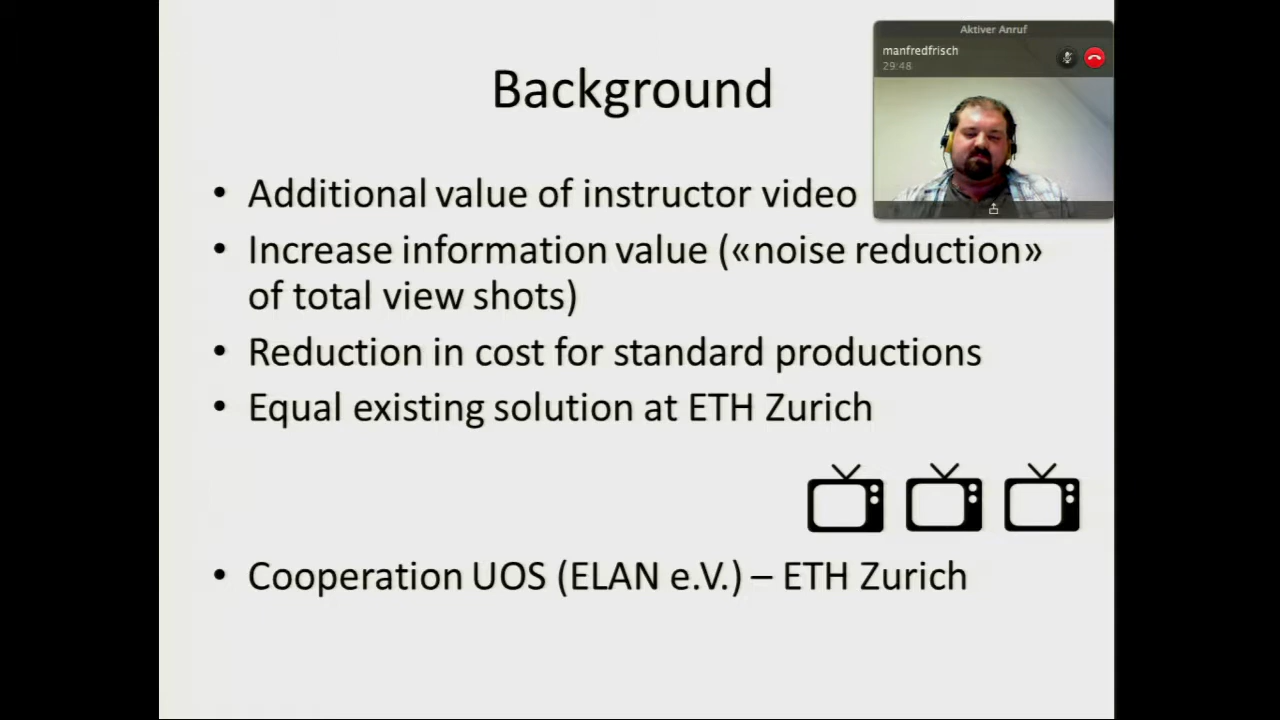 Aktiver Anruf
manfredfrisch
29:48
Background
• Additional value of instructor video
• Increase information value («noise reduction»
of total view shots)
• Reduction in cost for standard productions
• Equal existing solution at ETH Zurich
• Cooperation UOS (ELAN e.V.) – ETH Zurich